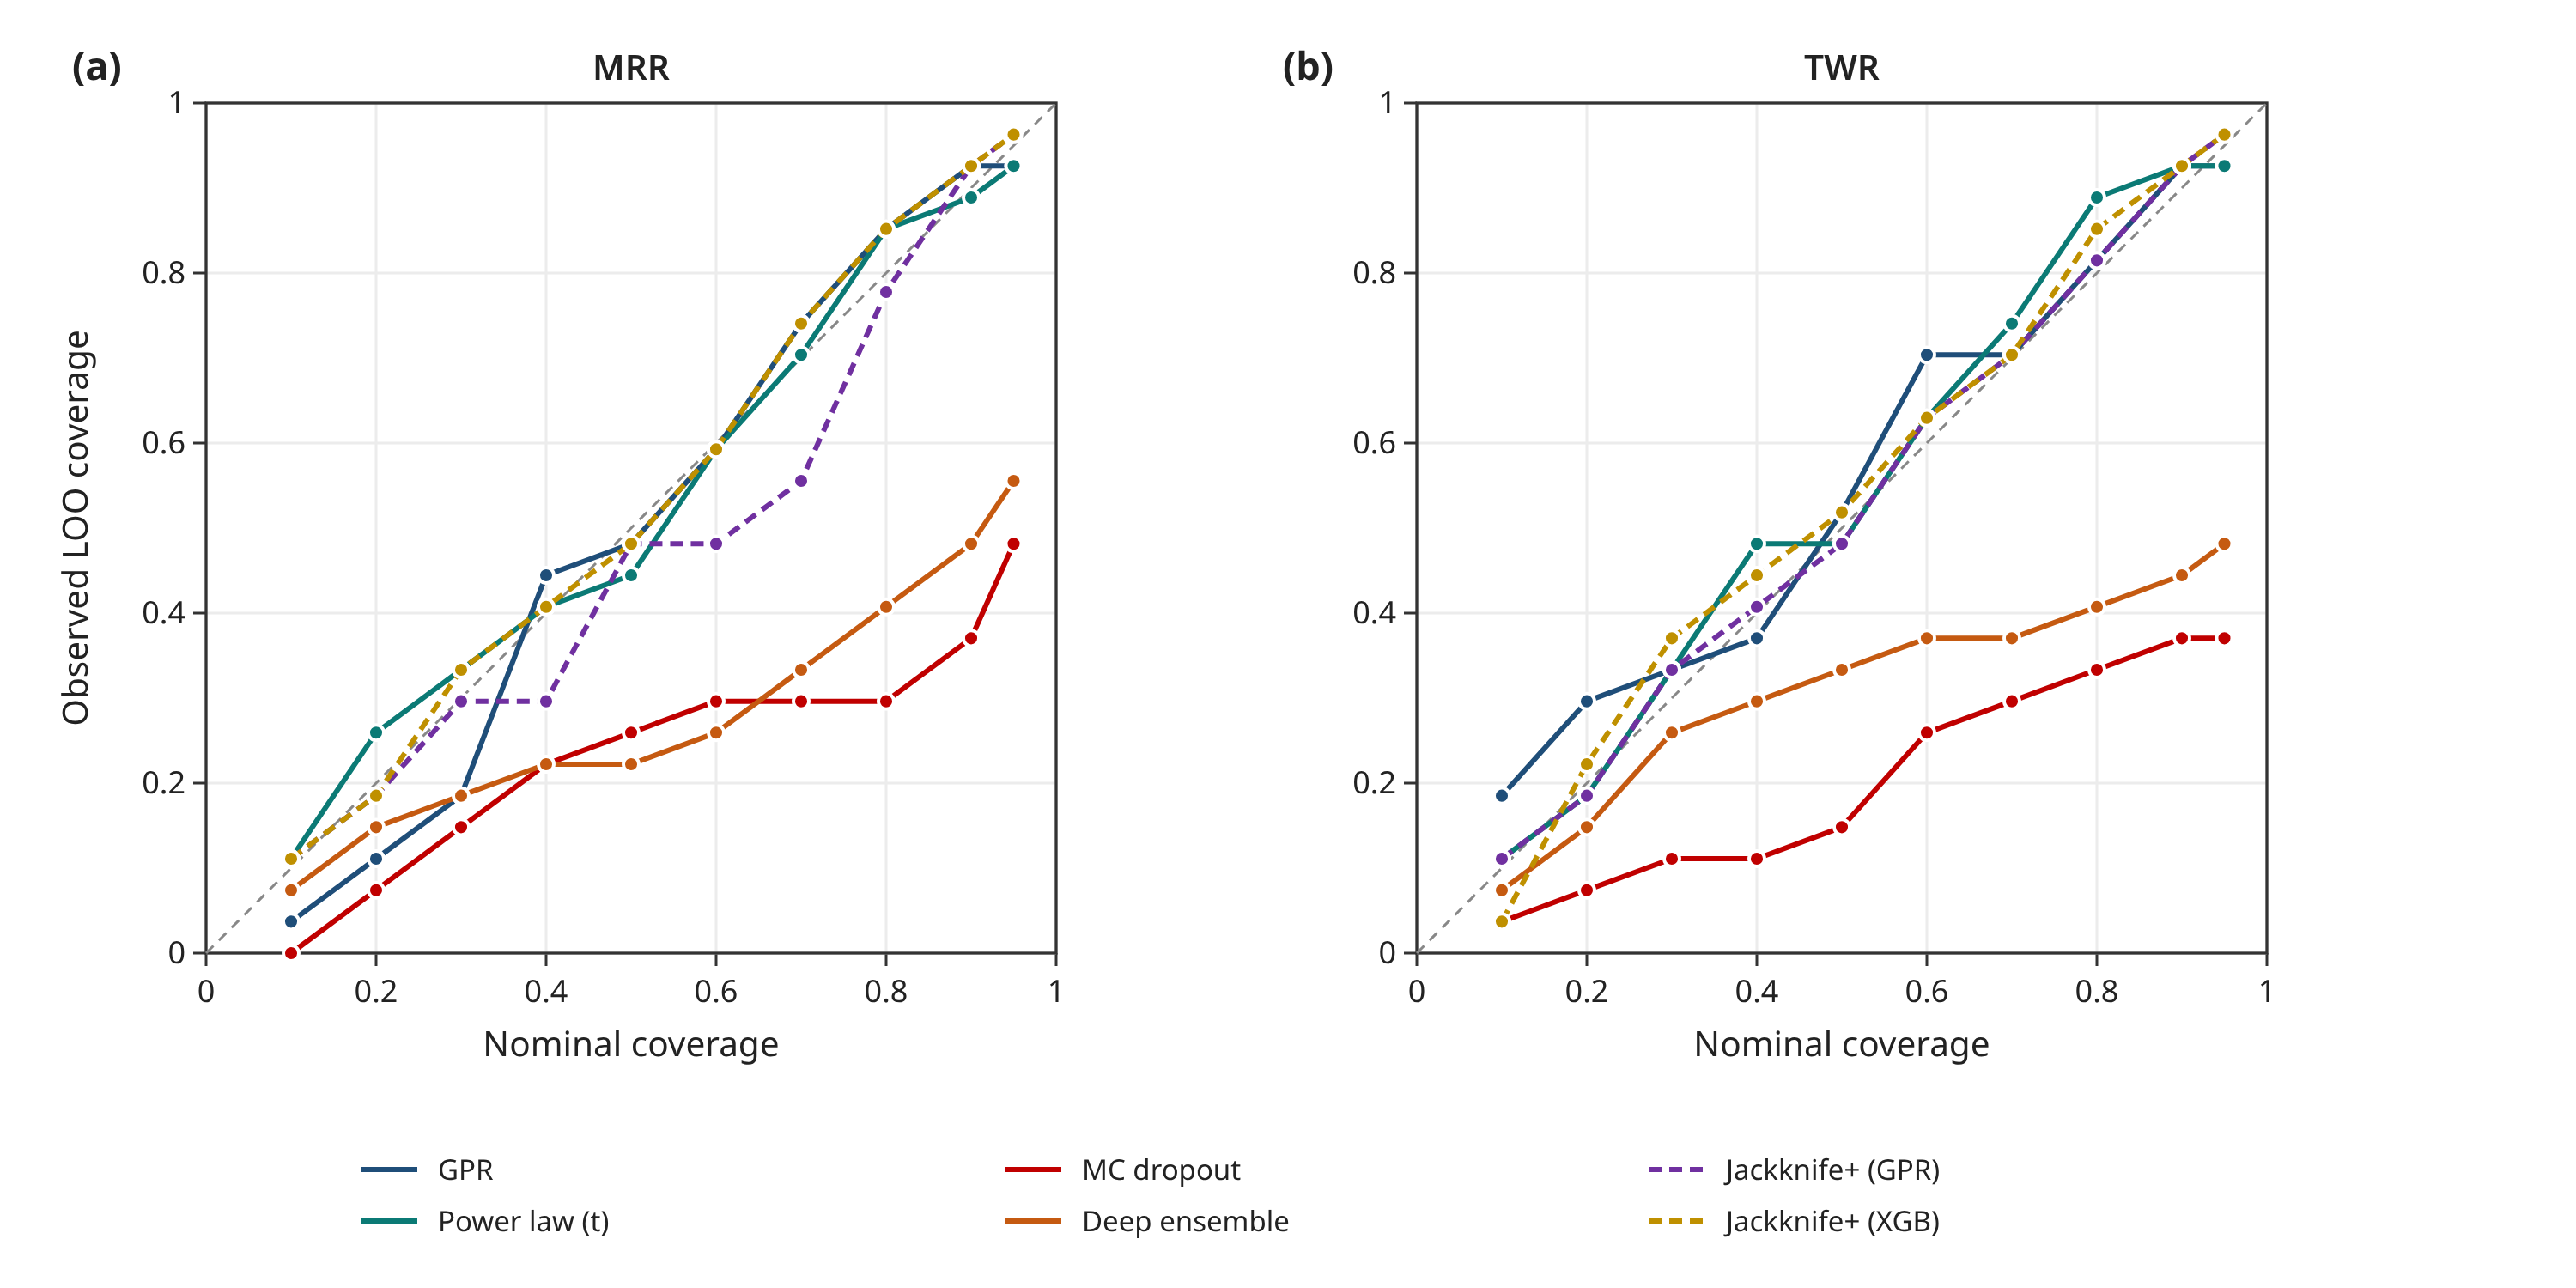 (a)
MRR
1
0.8
0.6
0.4
0.2
0
0
0.2
0.4
0.6
0.8
1
Observed LOO coverage
Nominal coverage
(b)
TWR
1
0.8
0.6
0.4
0.2
0
0
0.2
0.4
0.6
0.8
1
Nominal coverage
GPR
Power law (t)
MC dropout
Deep ensemble
Jackknife+ (GPR)
Jackknife+ (XGB)